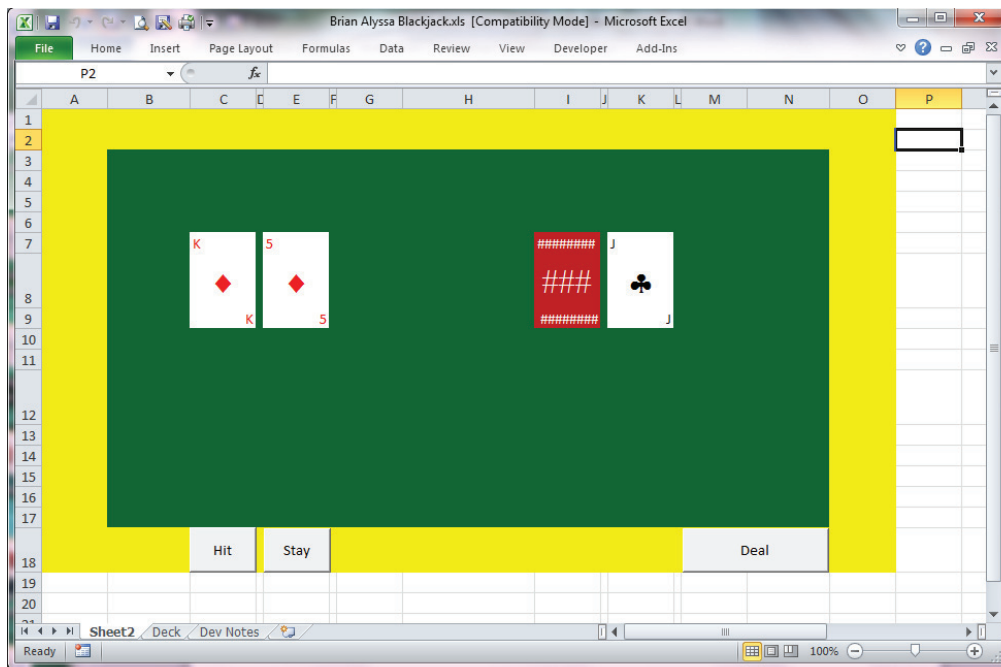 Brian Alyssa Blackjack.xls [Compatibility Mode] - Microsoft Excel
File Home Insert Page Layout Formulas Data Review View Developer Add-Ins
P2 fx
A B C D E F G H I J K L M N O P
1
2
3
4
5
6
7
K 5 ######## J
♦ ♦ ### ♣
8
K 5 ######## J
9
10
11
12
13
14
15
16
17
Hit Stay Deal
18
19
20
21
Sheet2 Deck Dev Notes
Ready 100%